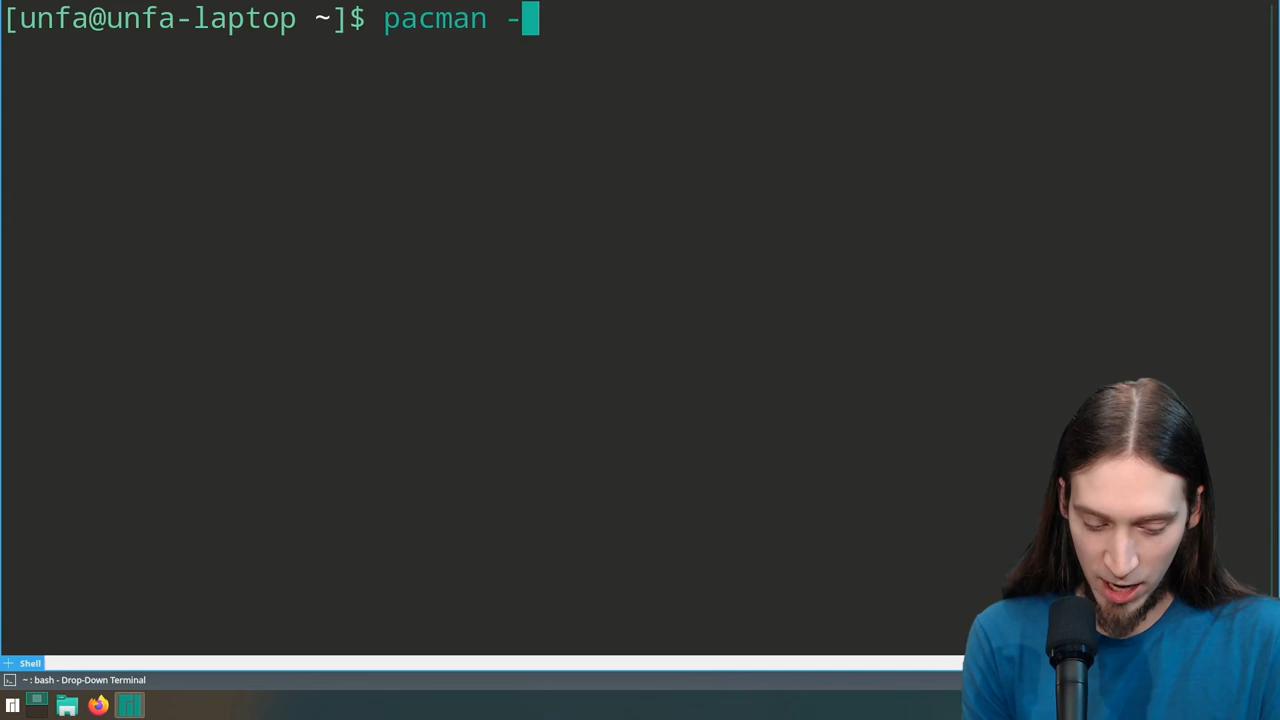 [unfa@unfa-laptop ~]$ pacman -
Shell
~ : bash - Drop-Down Terminal